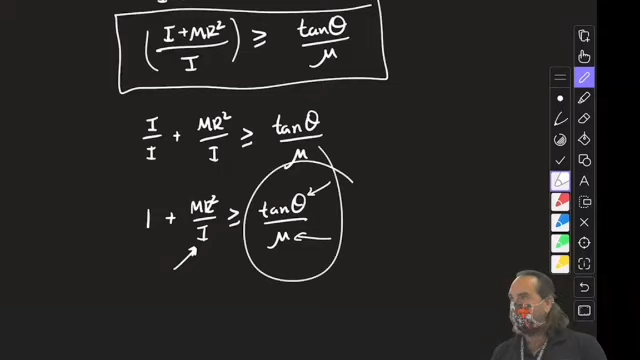 (I + MR² / I) ≥ tanθ / μ
I / I + MR² / I ≥ tanθ / μ
1 + MR² / I ≥ tanθ / μ
A